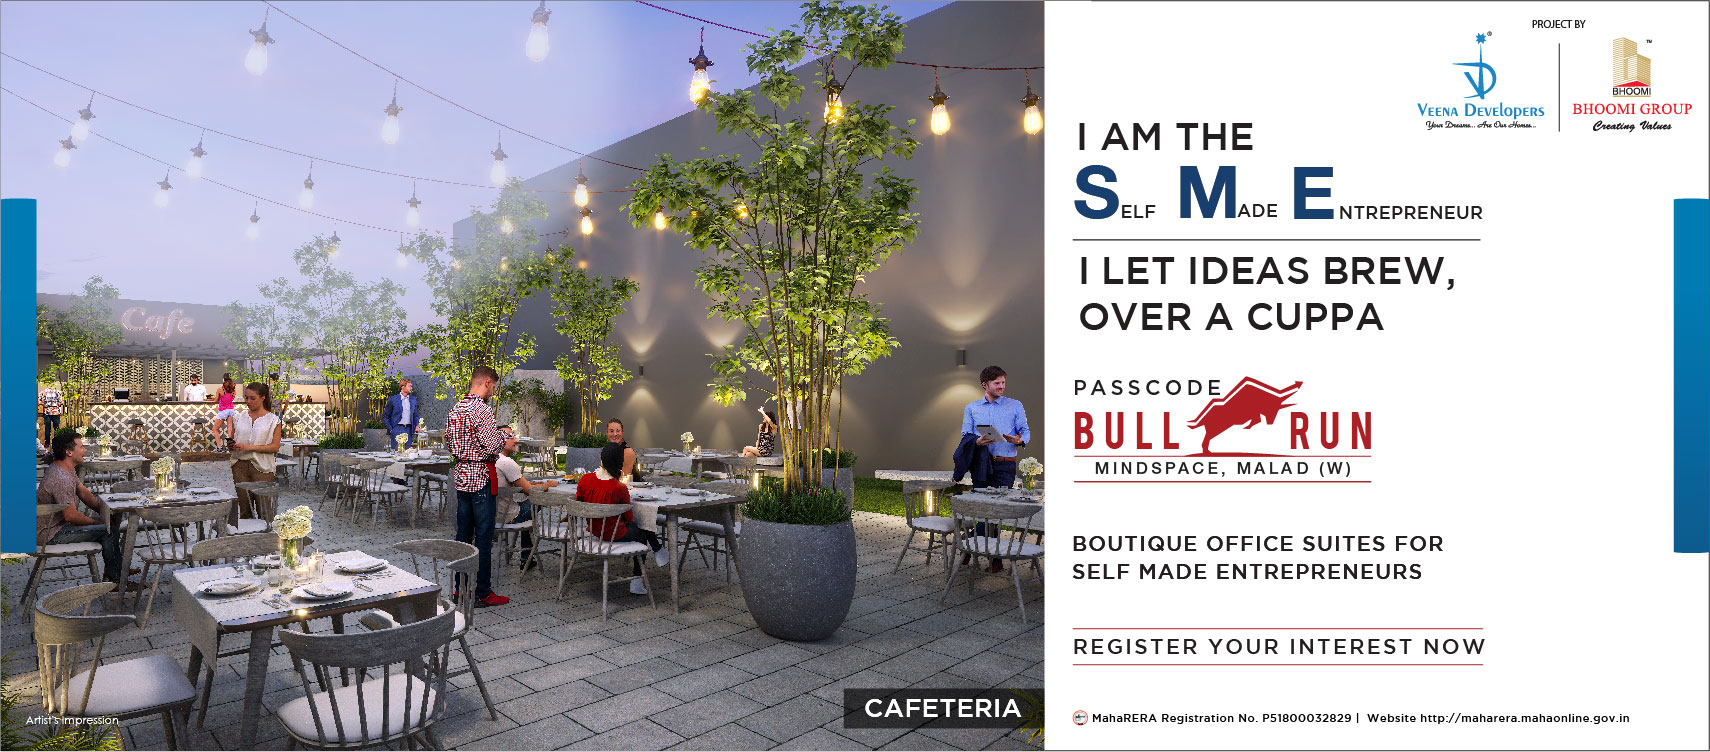 Cafe
Artist's Impression
CAFETERIA
PROJECT BY
VEENA DEVELOPERS
Your Dreams... Are Our Homes...
BHOOMI
BHOOMI GROUP
Creating Values
I AM THE
SELF MADE ENTREPRENEUR
I LET IDEAS BREW,
OVER A CUPPA
PASSCODE
BULL RUN
MINDSPACE, MALAD (W)
BOUTIQUE OFFICE SUITES FOR
SELF MADE ENTREPRENEURS
REGISTER YOUR INTEREST NOW
MahaRERA Registration No. P51800032829 | Website http://maharera.mahaonline.gov.in